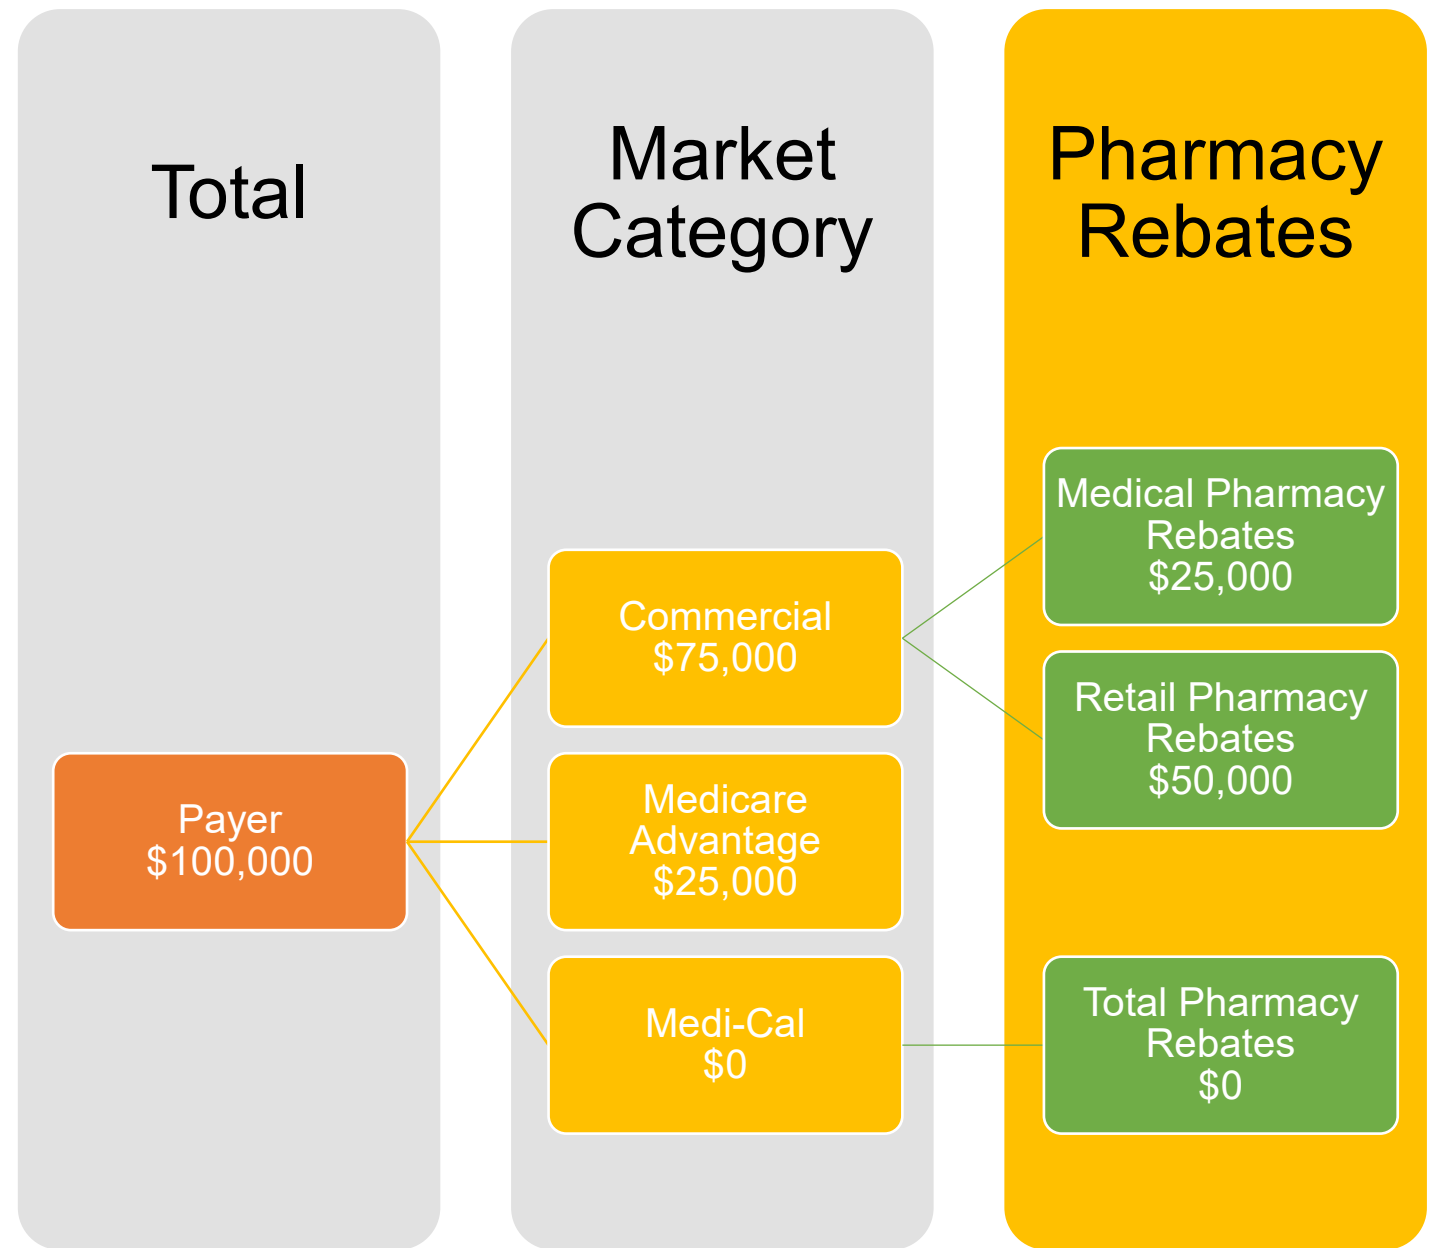 Total
Market
Category
Pharmacy
Rebates
Payer
$100,000
Commercial
$75,000
Medicare
Advantage
$25,000
Medi-Cal
$0
Medical Pharmacy
Rebates
$25,000
Retail Pharmacy
Rebates
$50,000
Total Pharmacy
Rebates
$0